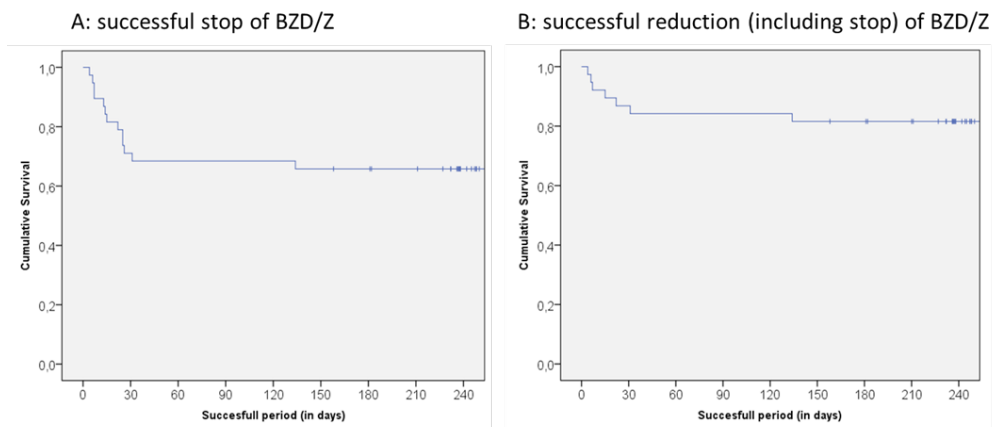 A: successful stop of BZD/Z
1,0
0,8
0,6
0,4
0,2
0,0
Cumulative Survival
0 30 60 90 120 150 180 210 240
Succesfull period (in days)
B: successful reduction (including stop) of BZD/Z
1,0
0,8
0,6
0,4
0,2
0,0
Cumulative Survival
0 30 60 90 120 150 180 210 240
Succesfull period (in days)